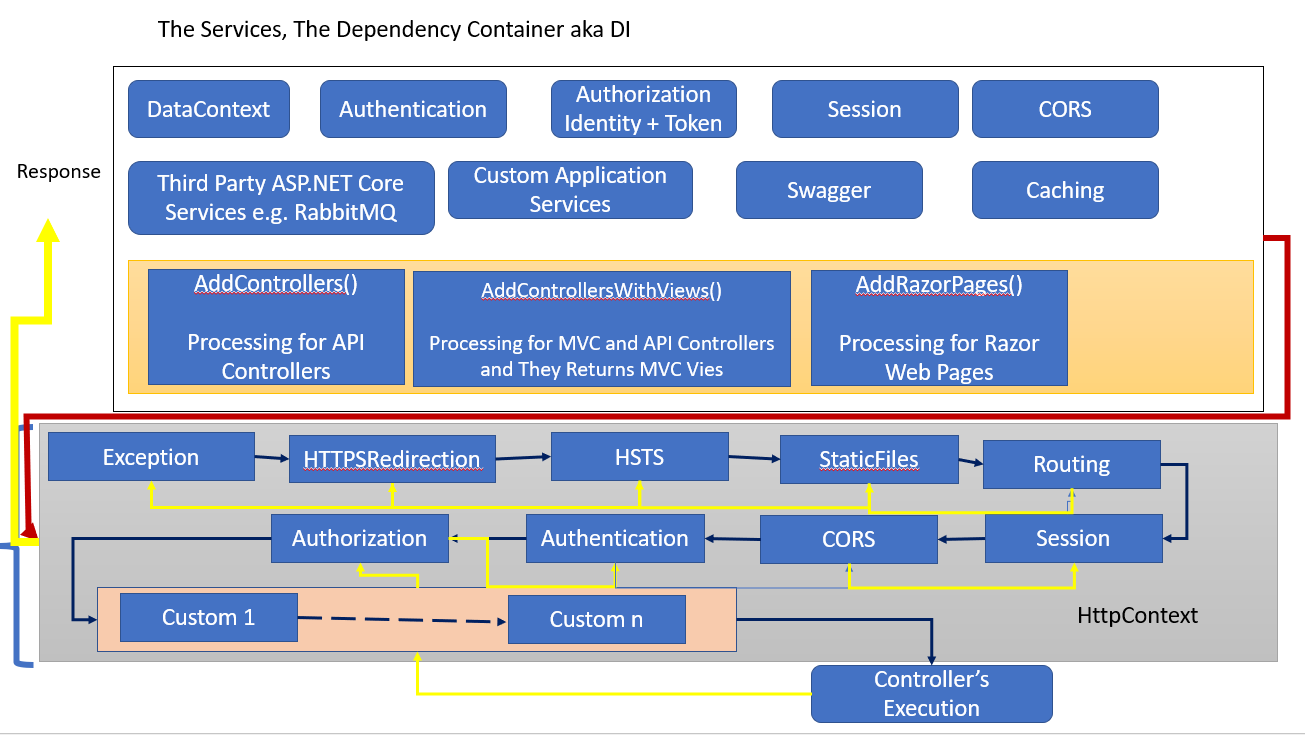 The Services, The Dependency Container aka DI
DataContext
Authentication
Authorization
Identity + Token
Session
CORS
Response
Third Party ASP.NET Core
Services e.g. RabbitMQ
Custom Application
Services
Swagger
Caching
AddControllers()
Processing for API
Controllers
AddControllersWithViews()
Processing for MVC and API Controllers
and They Returns MVC Vies
AddRazorPages()
Processing for Razor
Web Pages
Exception
HTTPSRedirection
HSTS
StaticFiles
Routing
Authorization
Authentication
CORS
Session
Custom 1
Custom n
HttpContext
Controller’s
Execution